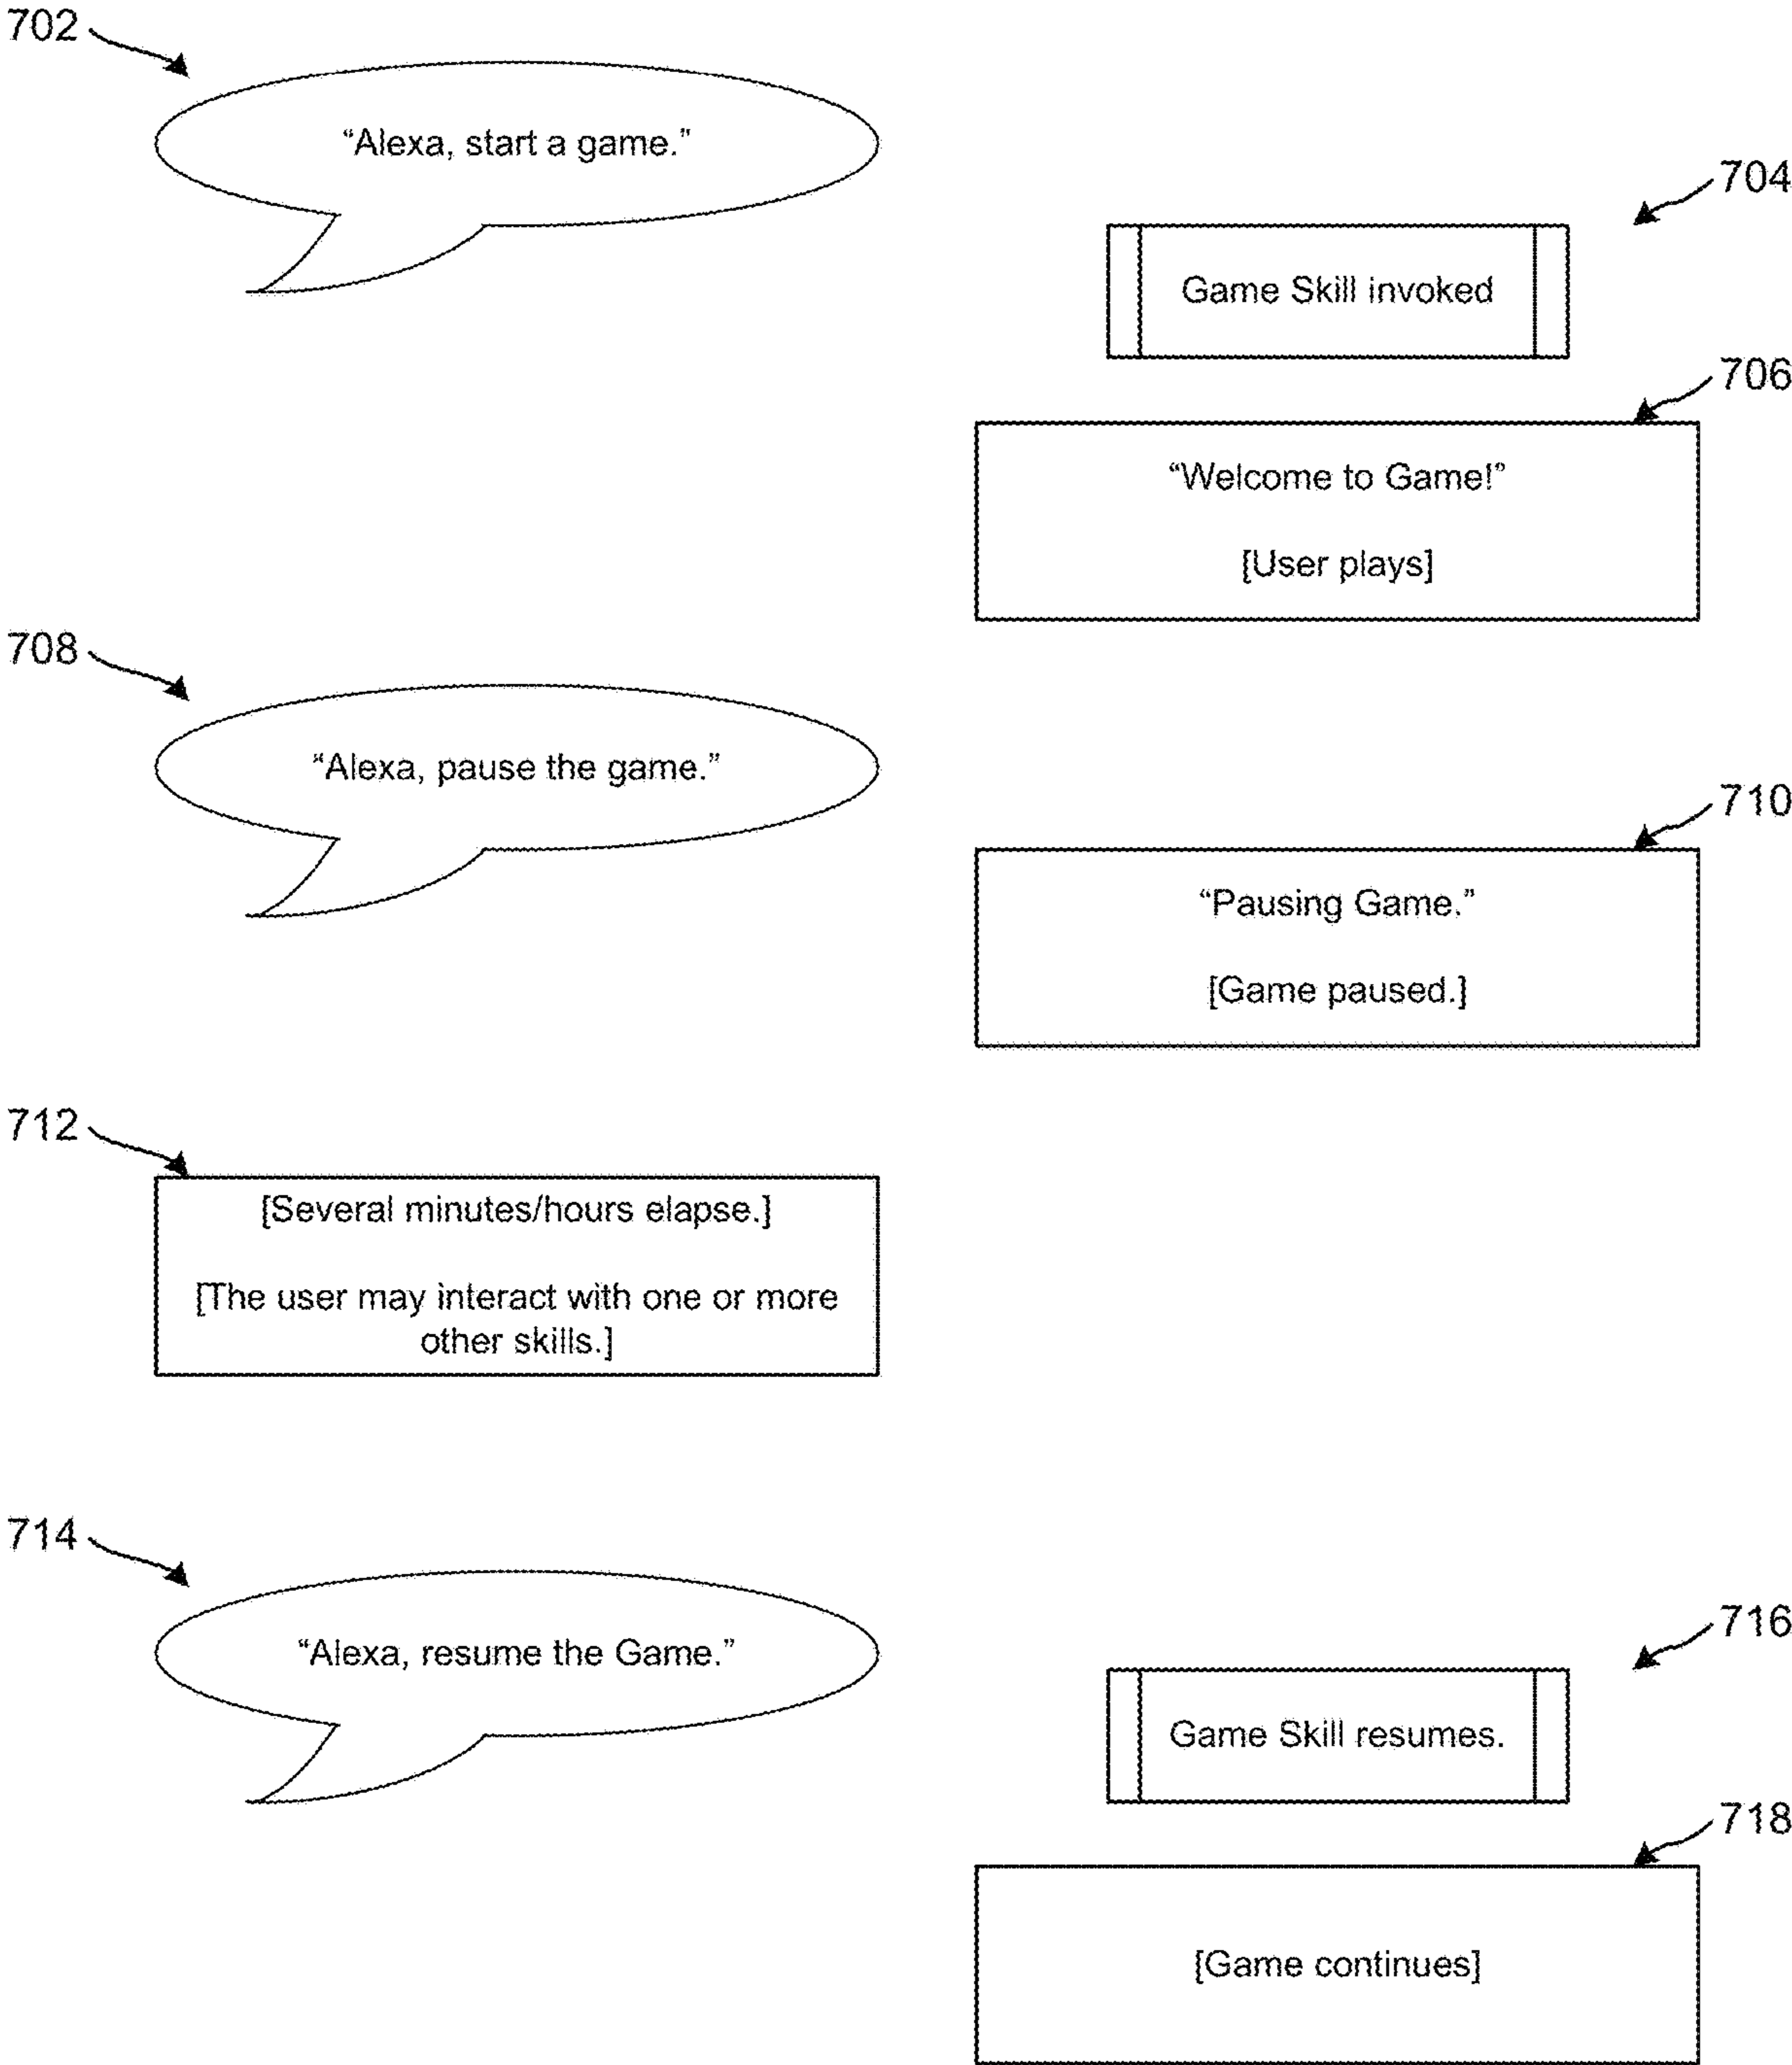 702
“Alexa, start a game.”
704
Game Skill invoked
706
“Welcome to Game!”
[User plays]
708
“Alexa, pause the game.”
710
“Pausing Game.”
[Game paused.]
712
[Several minutes/hours elapse.]
[The user may interact with one or more
other skills.]
714
“Alexa, resume the Game.”
716
Game Skill resumes.
718
[Game continues]